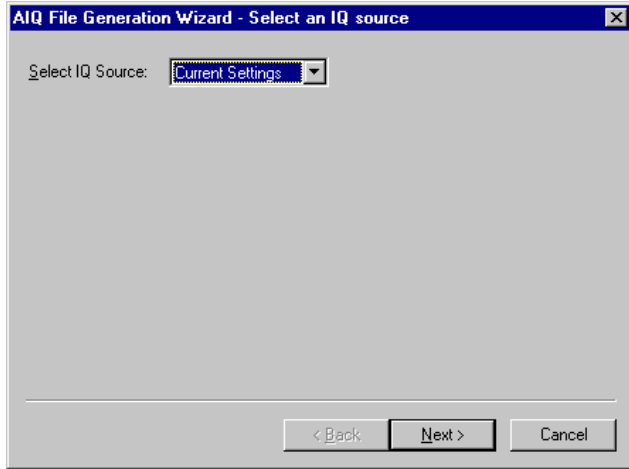 AIQ File Generation Wizard - Select an IQ source
Select IQ Source: Current Settings
< Back Next > Cancel